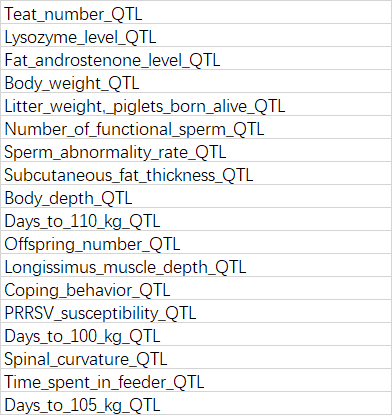 Teat_number_QTL
Lysozyme_level_QTL
Fat_androstenone_level_QTL
Body_weight_QTL
Litter_weight,_piglets_born_alive_QTL
Number_of_functional_sperm_QTL
Sperm_abnormality_rate_QTL
Subcutaneous_fat_thickness_QTL
Body_depth_QTL
Days_to_110_kg_QTL
Offspring_number_QTL
Longissimus_muscle_depth_QTL
Coping_behavior_QTL
PRRSV_susceptibility_QTL
Days_to_100_kg_QTL
Spinal_curvature_QTL
Time_spent_in_feeder_QTL
Days_to_105_kg_QTL